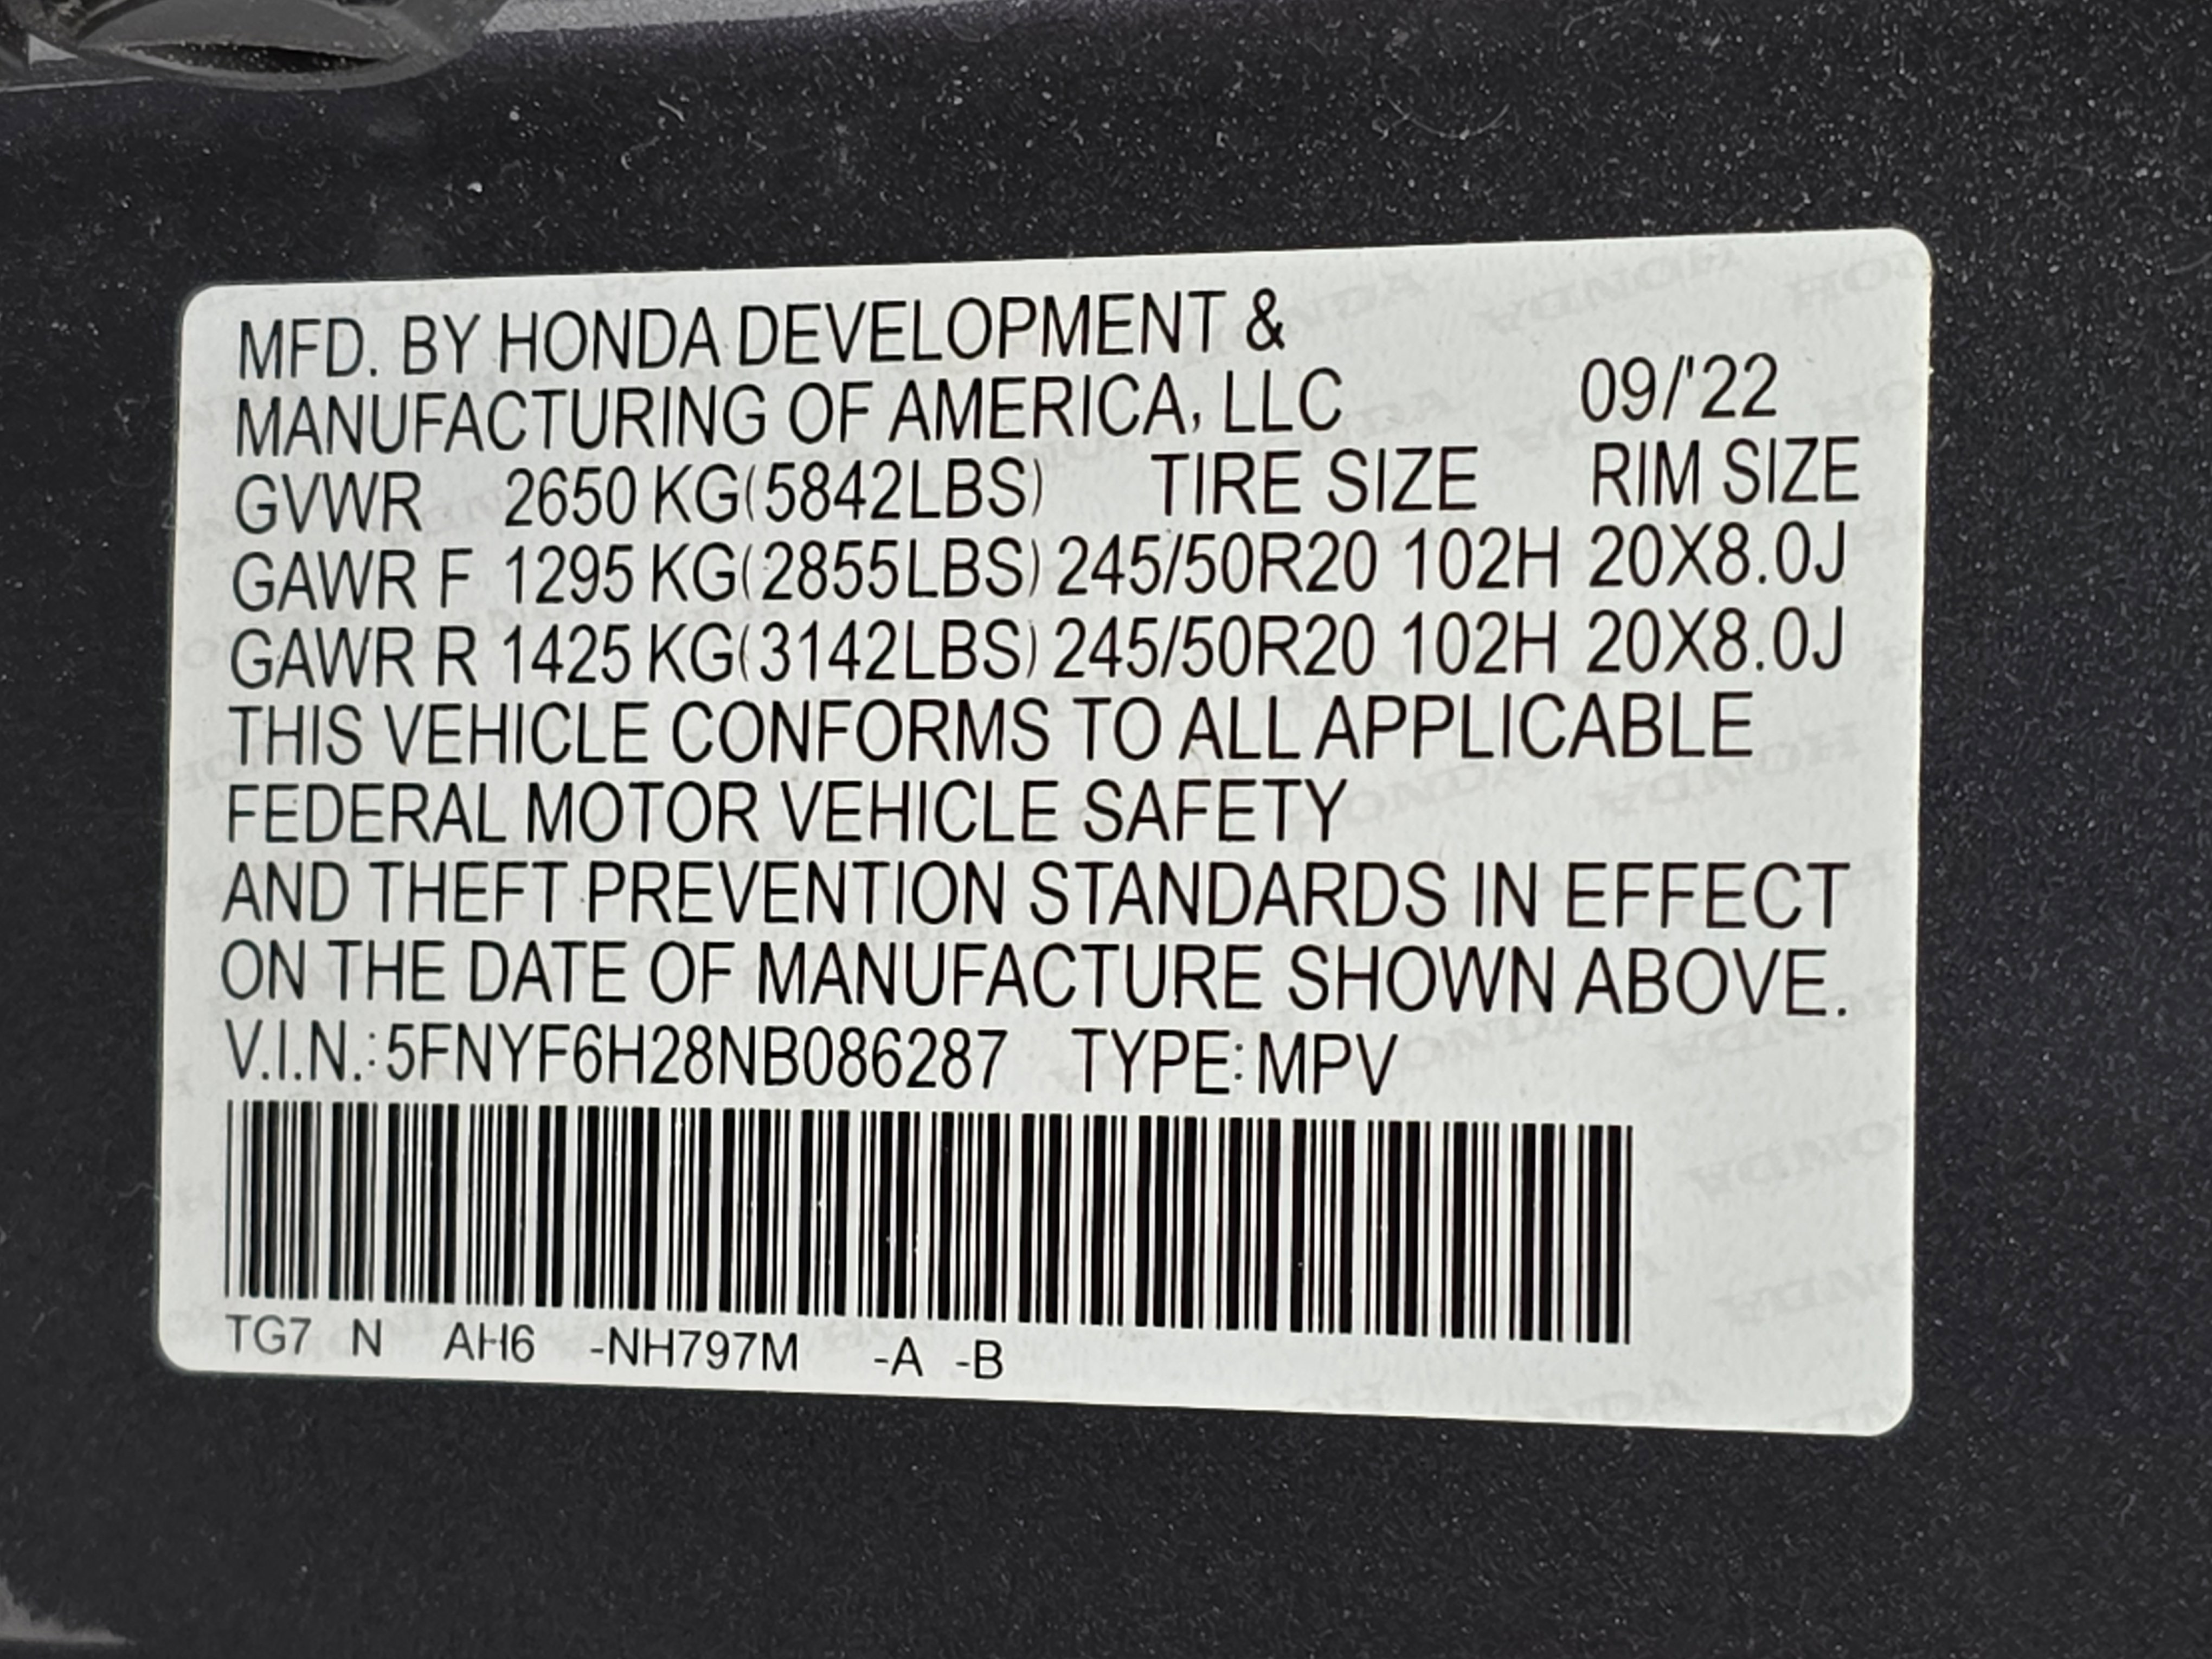 MFD. BY HONDA DEVELOPMENT &
MANUFACTURING OF AMERICA, LLC 09/'22
GVWR 2650 KG(5842LBS) TIRE SIZE RIM SIZE
GAWR F 1295 KG(2855LBS) 245/50R20 102H 20X8.0J
GAWR R 1425 KG(3142LBS) 245/50R20 102H 20X8.0J
THIS VEHICLE CONFORMS TO ALL APPLICABLE
FEDERAL MOTOR VEHICLE SAFETY
AND THEFT PREVENTION STANDARDS IN EFFECT
ON THE DATE OF MANUFACTURE SHOWN ABOVE.
V.I.N.: 5FNYF6H28NB086287 TYPE: MPV
TG7 N AH6 -NH797M -A -B